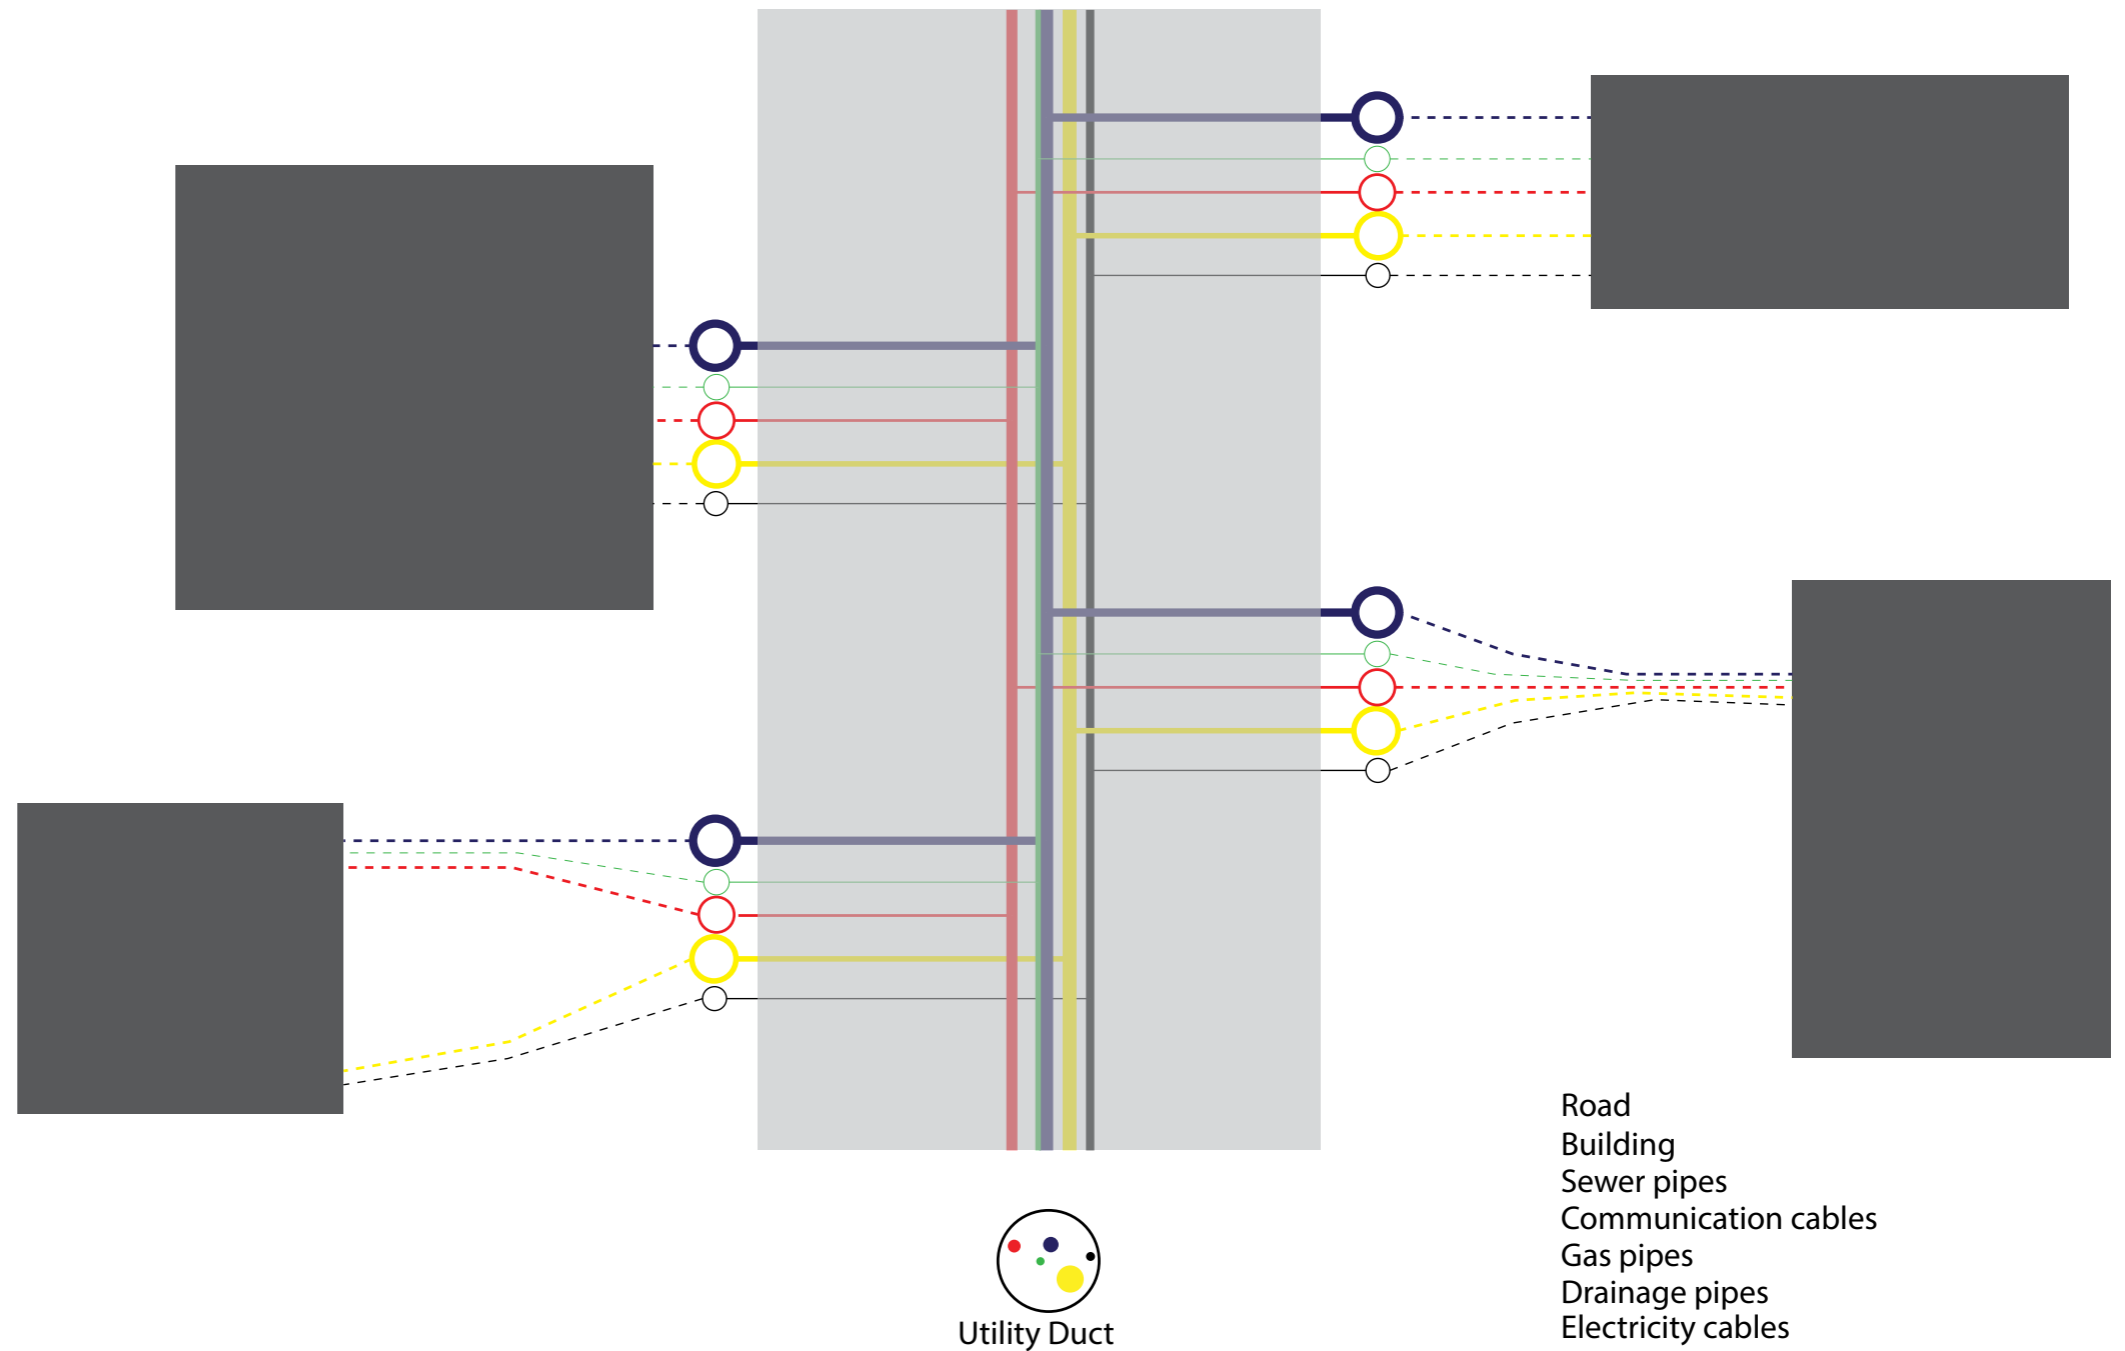 Road
Building
Sewer pipes
Communication cables
Gas pipes
Drainage pipes
Electricity cables
Utility Duct